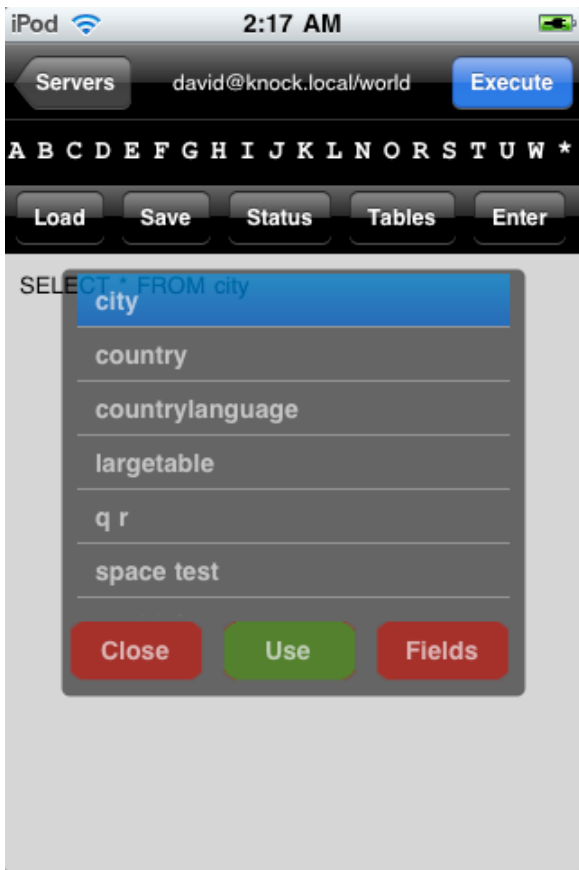 iPod 2:17 AM
Servers david@knock.local/world Execute
A B C D E F G H I J K L N O R S T U W *
Load Save Status Tables Enter
SELECT * FROM city
city
country
countrylanguage
largetable
q r
space test
Close Use Fields